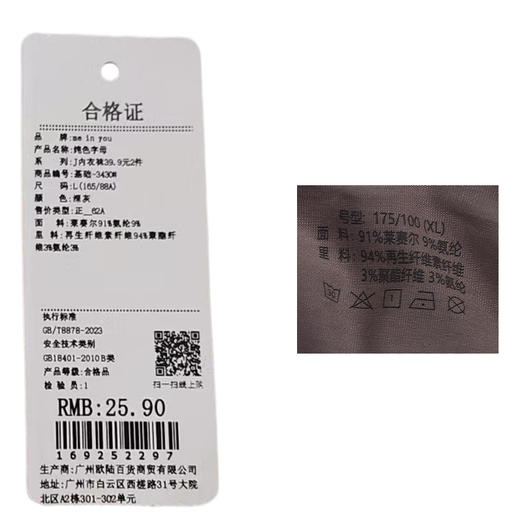 合格证
品 牌:me in you
产品名称:纯色字母
系 列:J内衣裤39.9元2件
商品编号:基础-3430#
尺 码:L(165/88A)
颜 色:裸灰
售价类型:正_62A
面 料:莱赛尔91%氨纶9%
里 料:再生纤维素纤维94%聚酯纤
维3%氨纶3%
执行标准
GB/T8878-2023
安全技术类别
GB18401-2010B类
产品等级:合格品
检 验 员:1
扫一扫线上购
RMB:25.90
169252297
生产商:广州欧陆百货商贸有限公司
地址:广州市白云区西槎路31号大院
北区A2栋301-302单元
号型: 175/100 (XL)
面 料: 91%莱赛尔 9%氨纶
里 料: 94%再生纤维素纤维
3%聚酯纤维 3%氨纶